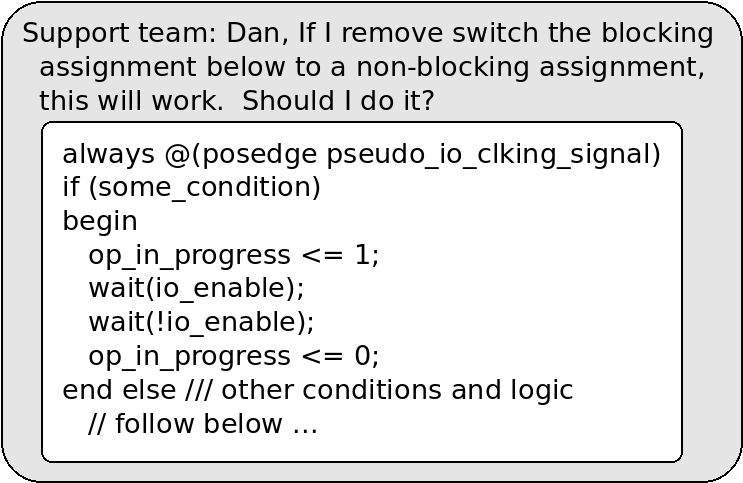 Support team: Dan, If I remove switch the blocking
assignment below to a non-blocking assignment,
this will work.  Should I do it?
always @(posedge pseudo_io_clking_signal)
if (some_condition)
begin
op_in_progress <= 1;
wait(io_enable);
wait(!io_enable);
op_in_progress <= 0;
end else /// other conditions and logic
// follow below ...